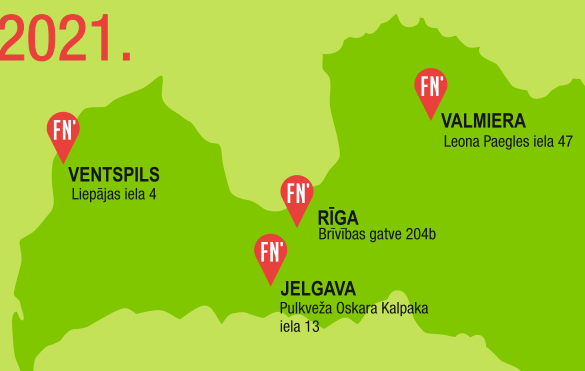 2021.
FN'
VALMIERA
Leona Paegles iela 47
FN'
VENTSPILS
Liepājas iela 4
FN'
RĪGA
Brīvības gatve 204b
FN'
JELGAVA
Pulkveža Oskara Kalpaka
iela 13